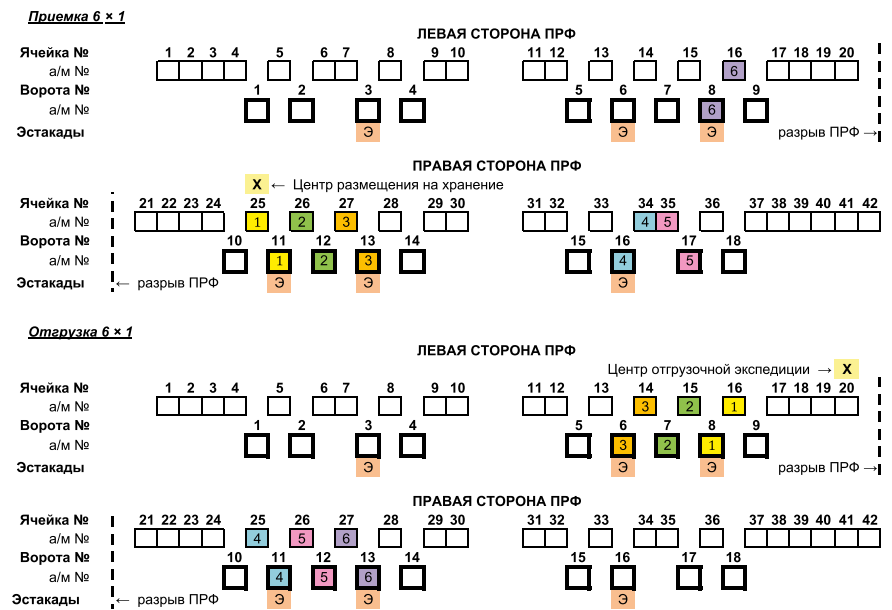 Приемка 6 × 1
ЛЕВАЯ СТОРОНА ПРФ
Ячейка № 1 2 3 4 5 6 7 8 9 10 11 12 13 14 15 16 17 18 19 20
а/м № 6
Ворота № 1 2 3 4 5 6 7 8 9
а/м № 6
Эстакады Э Э Э разрыв ПРФ →
ПРАВАЯ СТОРОНА ПРФ
X ← Центр размещения на хранение
Ячейка № 21 22 23 24 25 26 27 28 29 30 31 32 33 34 35 36 37 38 39 40 41 42
а/м № 1 2 3 4 5
Ворота № 10 11 12 13 14 15 16 17 18
а/м № 1 2 3 4 5
Эстакады ← разрыв ПРФ Э Э Э
Отгрузка 6 × 1
ЛЕВАЯ СТОРОНА ПРФ
Центр отгрузочной экспедиции → X
Ячейка № 1 2 3 4 5 6 7 8 9 10 11 12 13 14 15 16 17 18 19 20
а/м № 3 2 1
Ворота № 1 2 3 4 5 6 7 8 9
а/м № 3 2 1
Эстакады Э Э Э разрыв ПРФ →
ПРАВАЯ СТОРОНА ПРФ
Ячейка № 21 22 23 24 25 26 27 28 29 30 31 32 33 34 35 36 37 38 39 40 41 42
а/м № 4 5 6
Ворота № 10 11 12 13 14 15 16 17 18
а/м № 4 5 6
Эстакады ← разрыв ПРФ Э Э Э